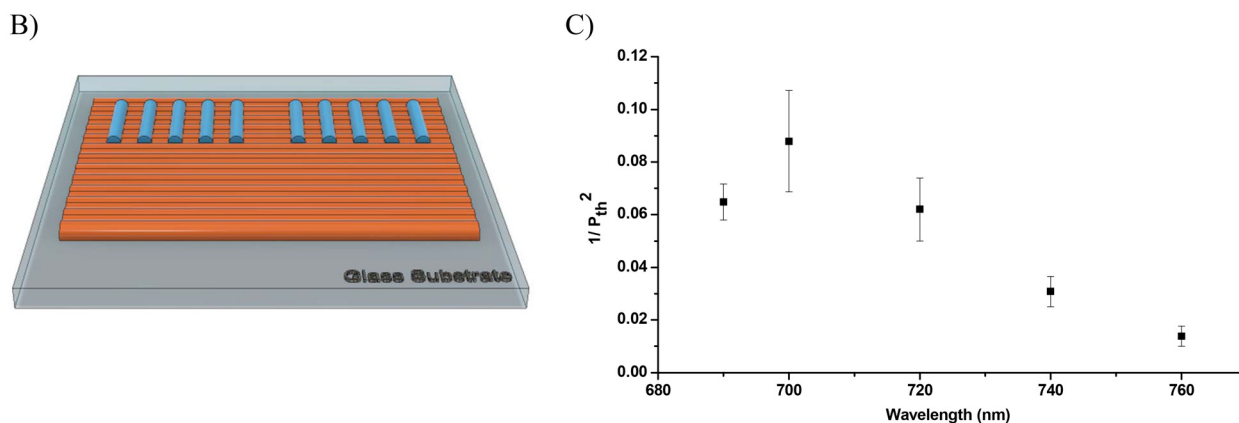 B)
Glass Substrate
C)
0.12
0.10
0.08
0.06
0.04
0.02
0.00
1/ P_th^2
680 700 720 740 760
Wavelength (nm)